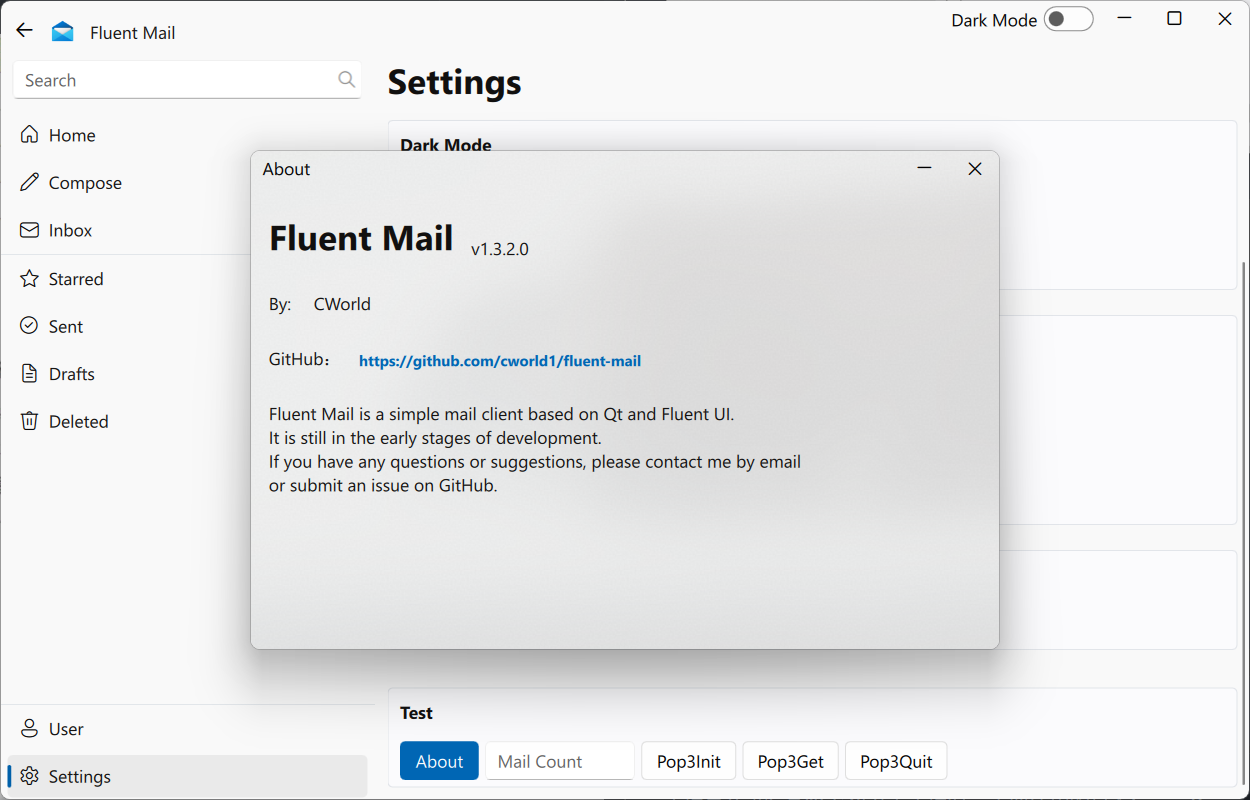 Fluent Mail
Dark Mode
Search
Settings
Home
Compose
Inbox
Starred
Sent
Drafts
Deleted
User
Settings
Dark Mode
About
Fluent Mail v1.3.2.0
By: CWorld
GitHub： https://github.com/cworld1/fluent-mail
Fluent Mail is a simple mail client based on Qt and Fluent UI.
It is still in the early stages of development.
If you have any questions or suggestions, please contact me by email
or submit an issue on GitHub.
Test
About Mail Count Pop3Init Pop3Get Pop3Quit